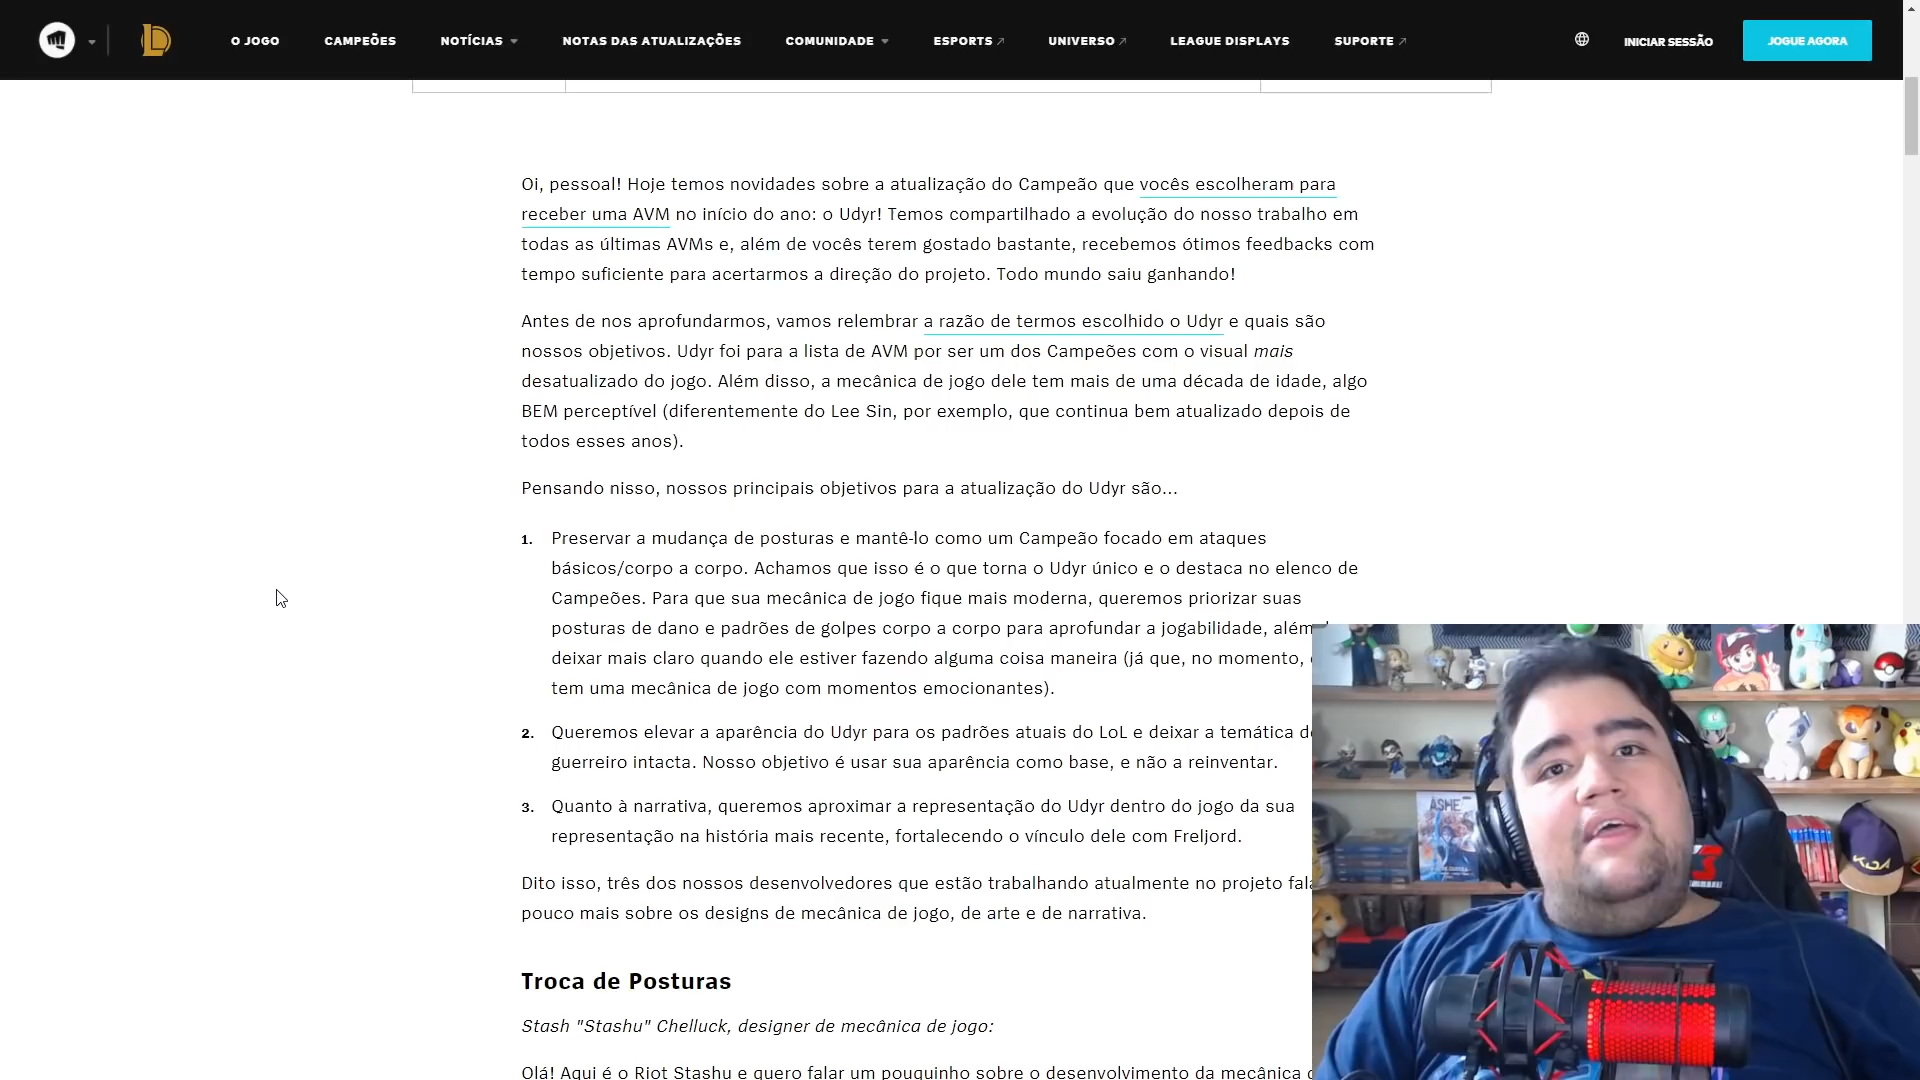 O JOGO
CAMPEÕES
NOTÍCIAS
NOTAS DAS ATUALIZAÇÕES
COMUNIDADE
ESPORTS
UNIVERSO
LEAGUE DISPLAYS
SUPORTE
INICIAR SESSÃO
JOGUE AGORA
Oi, pessoal! Hoje temos novidades sobre a atualização do Campeão que vocês escolheram para
receber uma AVM no início do ano: o Udyr! Temos compartilhado a evolução do nosso trabalho em
todas as últimas AVMs e, além de vocês terem gostado bastante, recebemos ótimos feedbacks com
tempo suficiente para acertarmos a direção do projeto. Todo mundo saiu ganhando!
Antes de nos aprofundarmos, vamos relembrar a razão de termos escolhido o Udyr e quais são
nossos objetivos. Udyr foi para a lista de AVM por ser um dos Campeões com o visual mais
desatualizado do jogo. Além disso, a mecânica de jogo dele tem mais de uma década de idade, algo
BEM perceptível (diferentemente do Lee Sin, por exemplo, que continua bem atualizado depois de
todos esses anos).
Pensando nisso, nossos principais objetivos para a atualização do Udyr são...
1. Preservar a mudança de posturas e mantê-lo como um Campeão focado em ataques
básicos/corpo a corpo. Achamos que isso é o que torna o Udyr único e o destaca no elenco de
Campeões. Para que sua mecânica de jogo fique mais moderna, queremos priorizar suas
posturas de dano e padrões de golpes corpo a corpo para aprofundar a jogabilidade, além
deixar mais claro quando ele estiver fazendo alguma coisa maneira (já que, no momento,
tem uma mecânica de jogo com momentos emocionantes).
2. Queremos elevar a aparência do Udyr para os padrões atuais do LoL e deixar a temática
guerreiro intacta. Nosso objetivo é usar sua aparência como base, e não a reinventar.
3. Quanto à narrativa, queremos aproximar a representação do Udyr dentro do jogo da sua
representação na história mais recente, fortalecendo o vínculo dele com Freljord.
Dito isso, três dos nossos desenvolvedores que estão trabalhando atualmente no projeto
pouco mais sobre os designs de mecânica de jogo, de arte e de narrativa.
Troca de Posturas
Stash "Stashu" Chelluck, designer de mecânica de jogo:
Olá! Aqui é o Riot Stashu e quero falar um pouquinho sobre o desenvolvimento da mecânica
ASHE
KDA